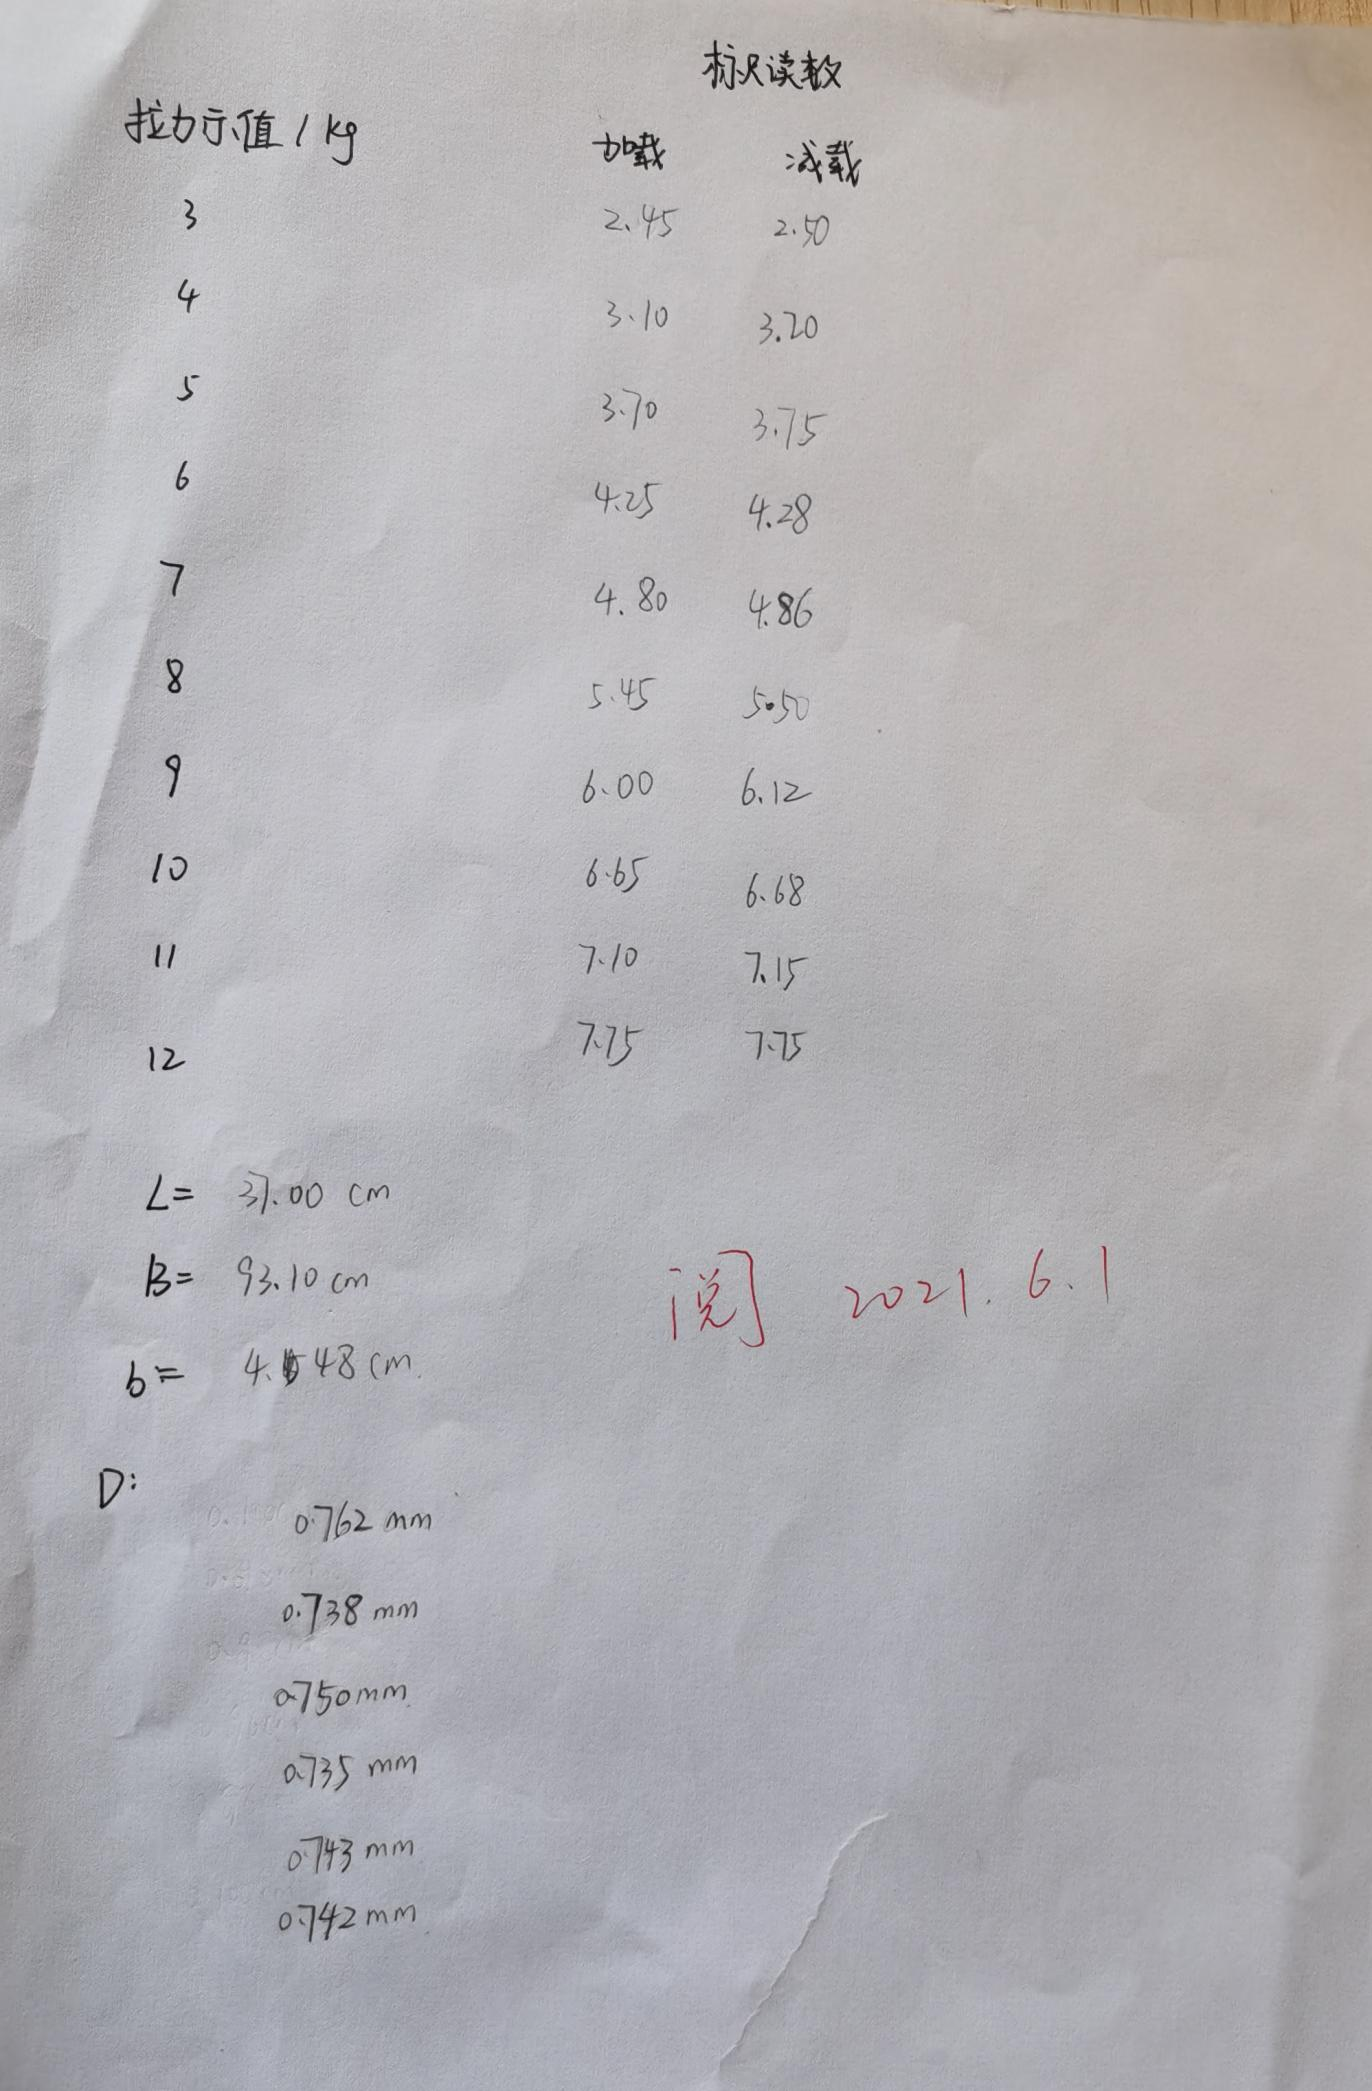 标尺读数
拉力示值/kg 加载 减载
3 2.45 2.50
4 3.10 3.20
5 3.70 3.75
6 4.25 4.28
7 4.80 4.86
8 5.45 5.50
9 6.00 6.12
10 6.65 6.68
11 7.10 7.15
12 7.75 7.75
L= 37.00 cm
B= 93.10 cm
阅 2021.6.1
b= 4.48 cm
D:
0.762 mm
0.738 mm
0.750mm
0.735 mm
0.743 mm
0.742 mm